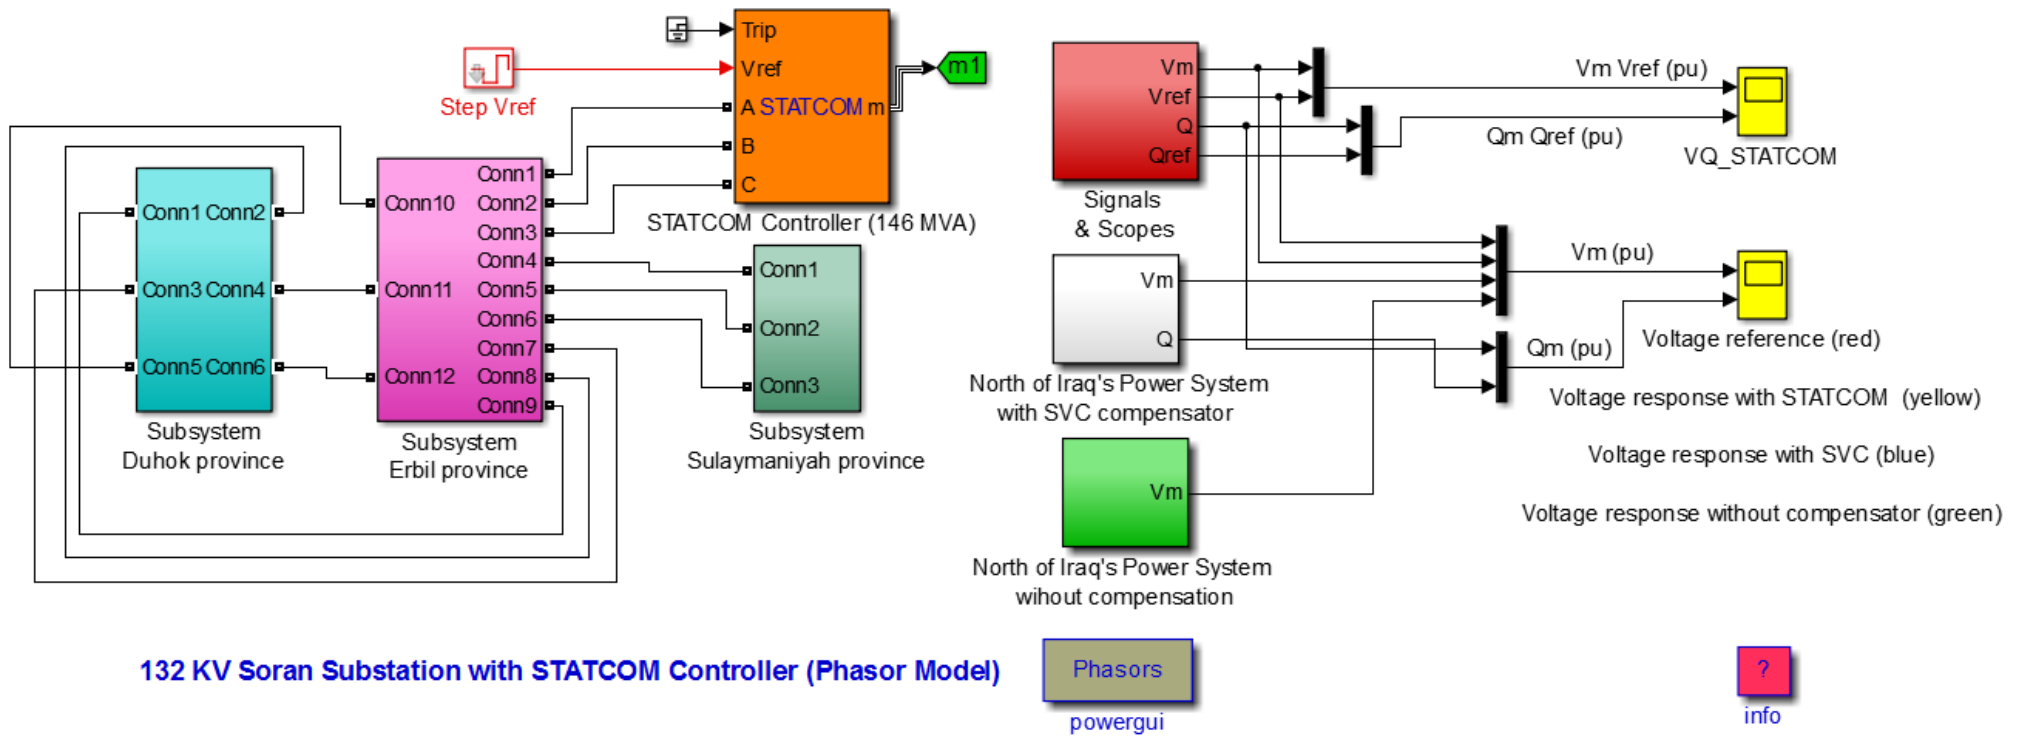 Trip
Vref
A STATCOM m
B
C
m1
Step Vref
STATCOM Controller (146 MVA)
Conn1 Conn2
Conn3 Conn4
Conn5 Conn6
Subsystem
Duhok province
Conn10
Conn11
Conn12
Conn1
Conn2
Conn3
Conn4
Conn5
Conn6
Conn7
Conn8
Conn9
Subsystem
Erbil province
Conn1
Conn2
Conn3
Subsystem
Sulaymaniyah province
Vm
Vref
Q
Qref
Signals
& Scopes
Vm Vref (pu)
Qm Qref (pu)
VQ_STATCOM
Vm
Q
North of Iraq's Power System
with SVC compensator
Vm
North of Iraq's Power System
wihout compensation
Vm (pu)
Qm (pu)
Voltage reference (red)
Voltage response with STATCOM (yellow)
Voltage response with SVC (blue)
Voltage response without compensator (green)
132 KV Soran Substation with STATCOM Controller (Phasor Model)
Phasors
powergui
?
info